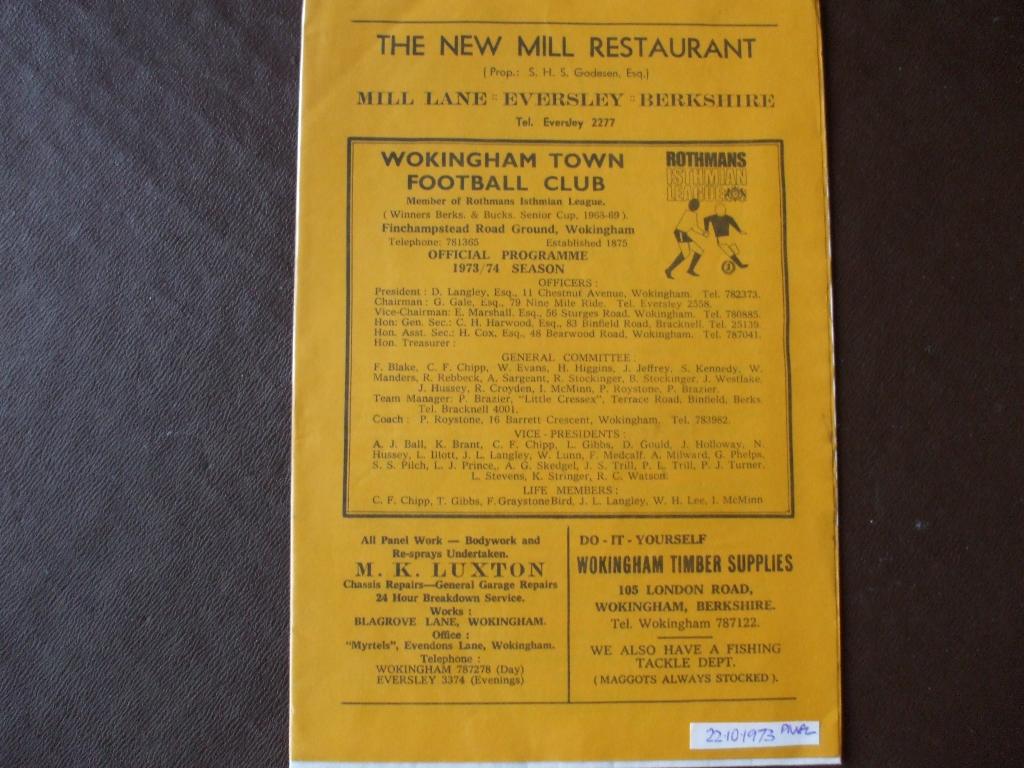 THE NEW MILL RESTAURANT
(Prop.: S. H. S. Godesen, Esq.)
MILL LANE :: EVERSLEY :: BERKSHIRE
Tel. Eversley 2277
WOKINGHAM TOWN
FOOTBALL CLUB
ROTHMANS
ISTHMIAN
LEAGUE
Member of Rothmans Isthmian League.
(Winners Berks. & Bucks. Senior Cup, 1968-69).
Finchampstead Road Ground, Wokingham
Telephone: 781365 Established 1875
OFFICIAL PROGRAMME
1973/74 SEASON
OFFICERS:
President: D. Langley, Esq., 11 Chestnut Avenue, Wokingham. Tel. 782373.
Chairman: G. Gale, Esq., 79 Nine Mile Ride. Tel. Eversley 2558.
Vice-Chairman: E. Marshall, Esq., 56 Sturges Road, Wokingham. Tel. 780885.
Hon: Gen. Sec.: C. H. Harwood, Esq., 83 Binfield Road, Bracknell. Tel. 25139.
Hon. Asst. Sec.: H. Cox, Esq., 48 Bearwood Road, Wokingham. Tel. 787041.
Hon. Treasurer:
GENERAL COMMITTEE:
F. Blake, C. F. Chipp, W. Evans, H. Higgins, J. Jeffrey, S. Kennedy, W.
Manders, R. Rebbeck, A. Sargeant, R. Stockinger, B. Stockinger, J. Westlake,
J. Hussey, R. Croyden, I. McMinn, P. Roystone, P. Brazier.
Team Manager: P. Brazier, "Little Cressex", Terrace Road, Binfield, Berks.
Tel. Bracknell 4001.
Coach: P. Roystone, 16 Barrett Crescent, Wokingham. Tel. 783982.
VICE-PRESIDENTS:
A. J. Ball, K. Brant, C. F. Chipp, L. Gibbs, D. Gould, J. Holloway, N.
Hussey, L. Illott, J. L. Langley, W. Lunn, F. Medcalf, A. Milward, G. Phelps,
S. S. Pilch, L. J. Prince,, A. G. Skedgel, J. S. Trill, P. L. Trill, P. J. Turner,
L. Stevens, K. Stringer, R. C. Watson.
LIFE MEMBERS:
C. F. Chipp, T. Gibbs, F. GraystoneBird, J. L. Langley, W. H. Lee, I. McMinn
All Panel Work — Bodywork and
Re-sprays Undertaken.
M. K. LUXTON
Chassis Repairs—General Garage Repairs
24 Hour Breakdown Service.
Works:
BLAGROVE LANE, WOKINGHAM.
Office:
"Myrtels", Evendons Lane, Wokingham.
Telephone:
WOKINGHAM 787278 (Day)
EVERSLEY 3374 (Evenings)
DO-IT-YOURSELF
WOKINGHAM TIMBER SUPPLIES
105 LONDON ROAD,
WOKINGHAM, BERKSHIRE.
Tel. Wokingham 787122.
WE ALSO HAVE A FISHING
TACKLE DEPT.
(MAGGOTS ALWAYS STOCKED).
22·10·1973